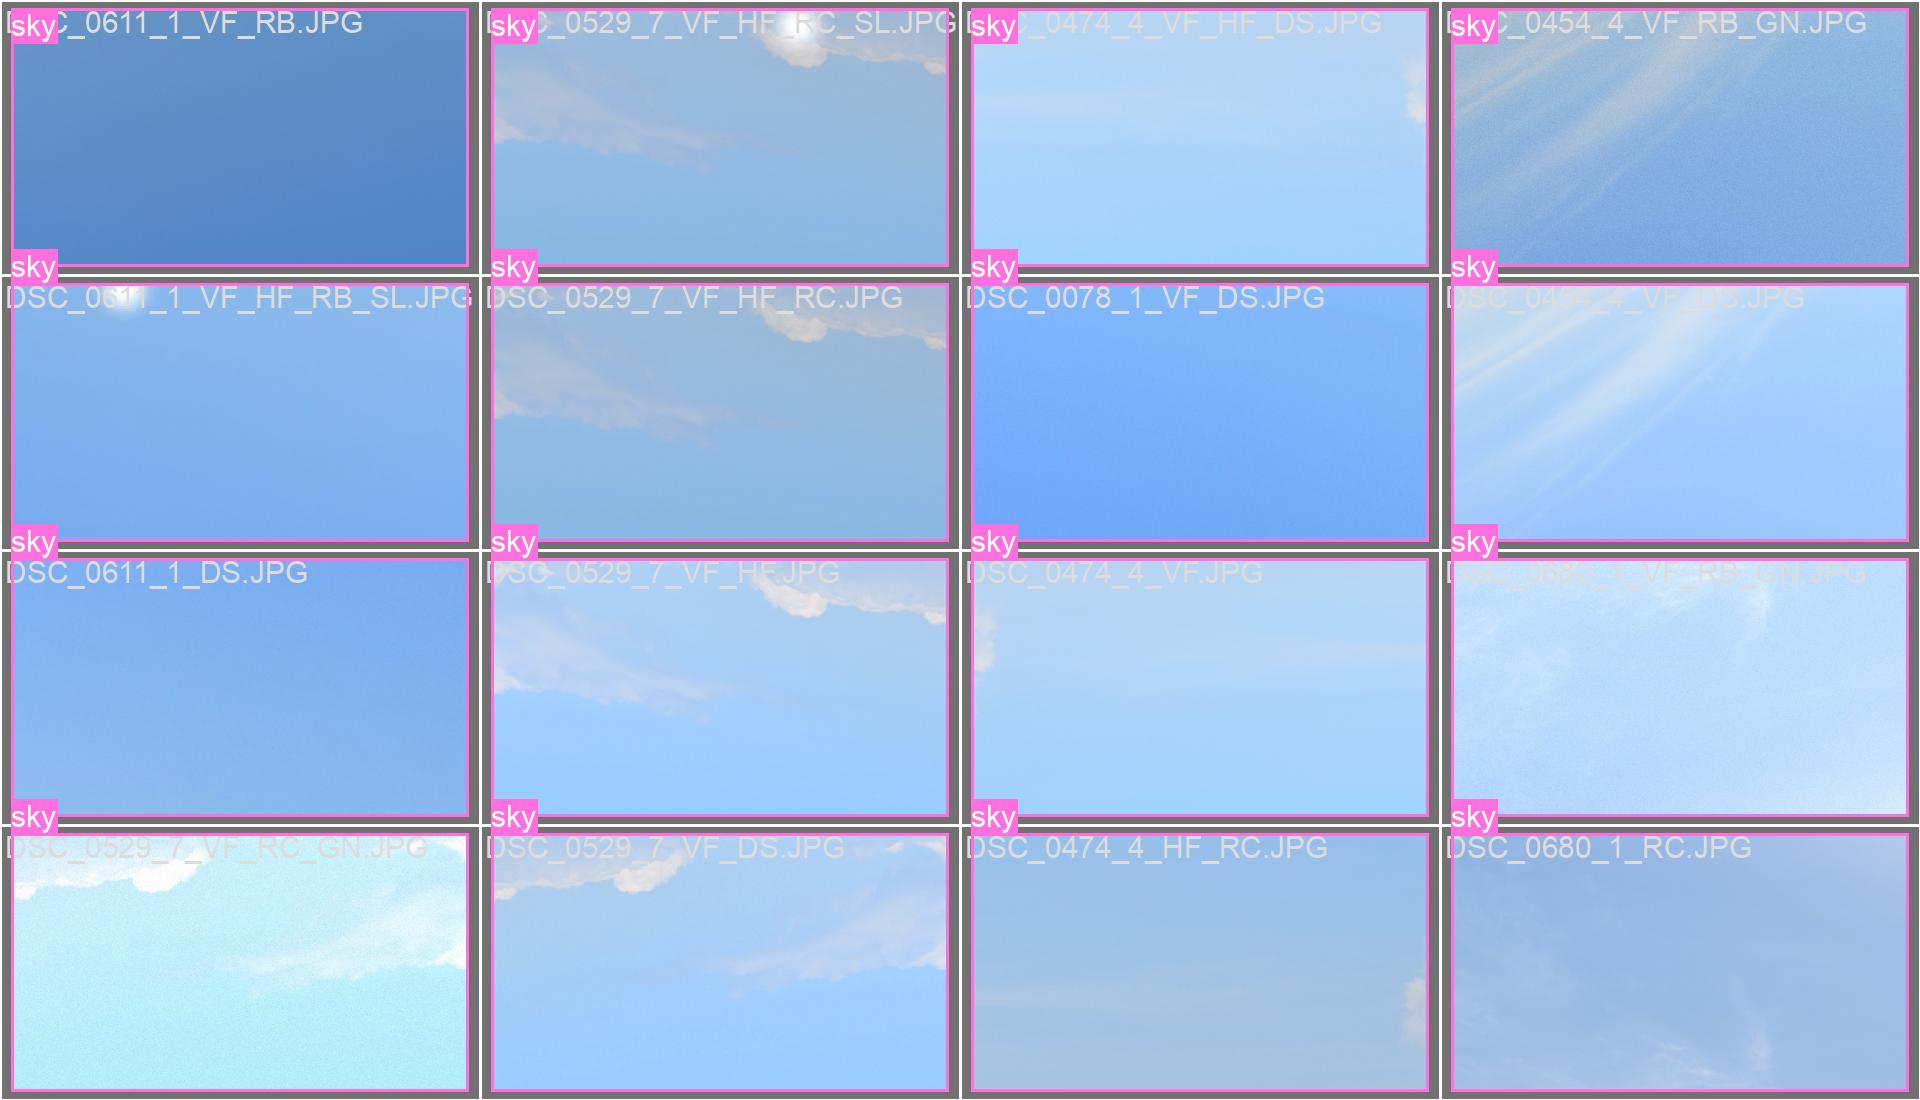 sky
DSC_0611_1_VF_RB.JPG
sky
DSC_0529_7_VF_HF_RC_SL.JPG
sky
DSC_0474_4_VF_HF_DS.JPG
sky
DSC_0454_4_VF_RB_GN.JPG
sky
DSC_0611_1_VF_HF_RB_SL.JPG
sky
DSC_0529_7_VF_HF_RC.JPG
sky
DSC_0078_1_VF_DS.JPG
sky
DSC_0454_4_VF_DS.JPG
sky
DSC_0611_1_DS.JPG
sky
DSC_0529_7_VF_HF.JPG
sky
DSC_0474_4_VF.JPG
sky
DSC_0680_1_VF_RB_GN.JPG
sky
DSC_0529_7_VF_RC_GN.JPG
sky
DSC_0529_7_VF_DS.JPG
sky
DSC_0474_4_HF_RC.JPG
sky
DSC_0680_1_RC.JPG